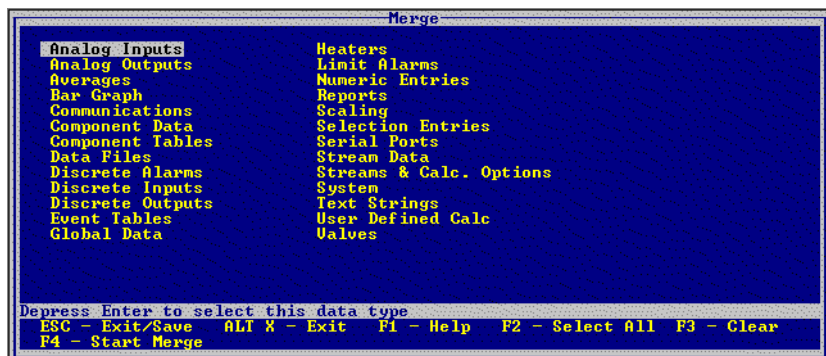 Merge
Analog Inputs Heaters
Analog Outputs Limit Alarms
Averages Numeric Entries
Bar Graph Reports
Communications Scaling
Component Data Selection Entries
Component Tables Serial Ports
Data Files Stream Data
Discrete Alarms Streams & Calc. Options
Discrete Inputs System
Discrete Outputs Text Strings
Event Tables User Defined Calc
Global Data Valves
Depress Enter to select this data type
ESC - Exit/Save ALT X - Exit F1 - Help F2 - Select All F3 - Clear
F4 - Start Merge